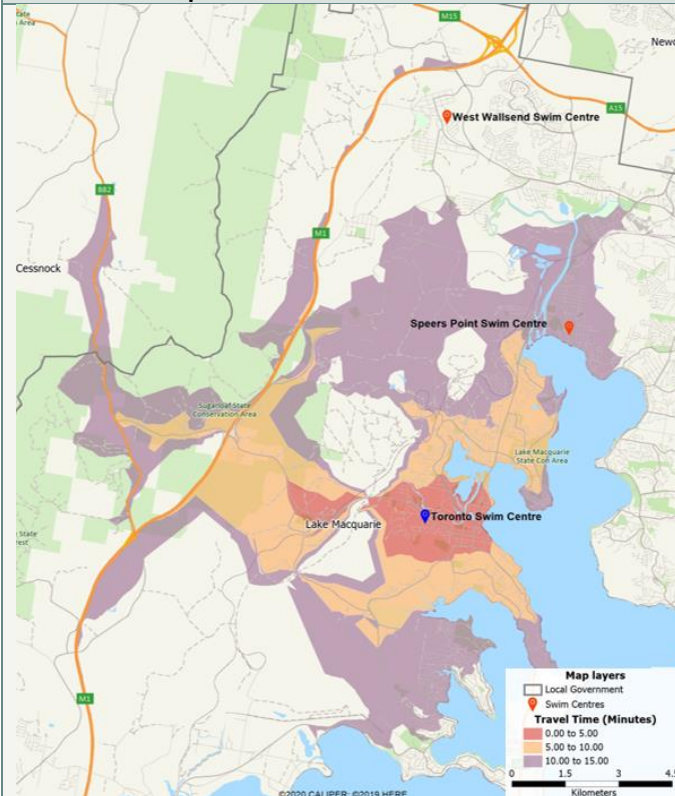 M15
Newc
A15
West Wallsend Swim Centre
B82
M1
Cessnock
Speers Point Swim Centre
Sugarloaf State
Conservation Area
Lake Macquarie
State Con Area
Toronto Swim Centre
Lake Macquarie
State
M1
Map layers
Local Government
Swim Centres
Travel Time (Minutes)
0.00 to 5.00
5.00 to 10.00
10.00 to 15.00
0 1.5 3 4.5
Kilometers
©2020 CALIPER; ©2019 HERE